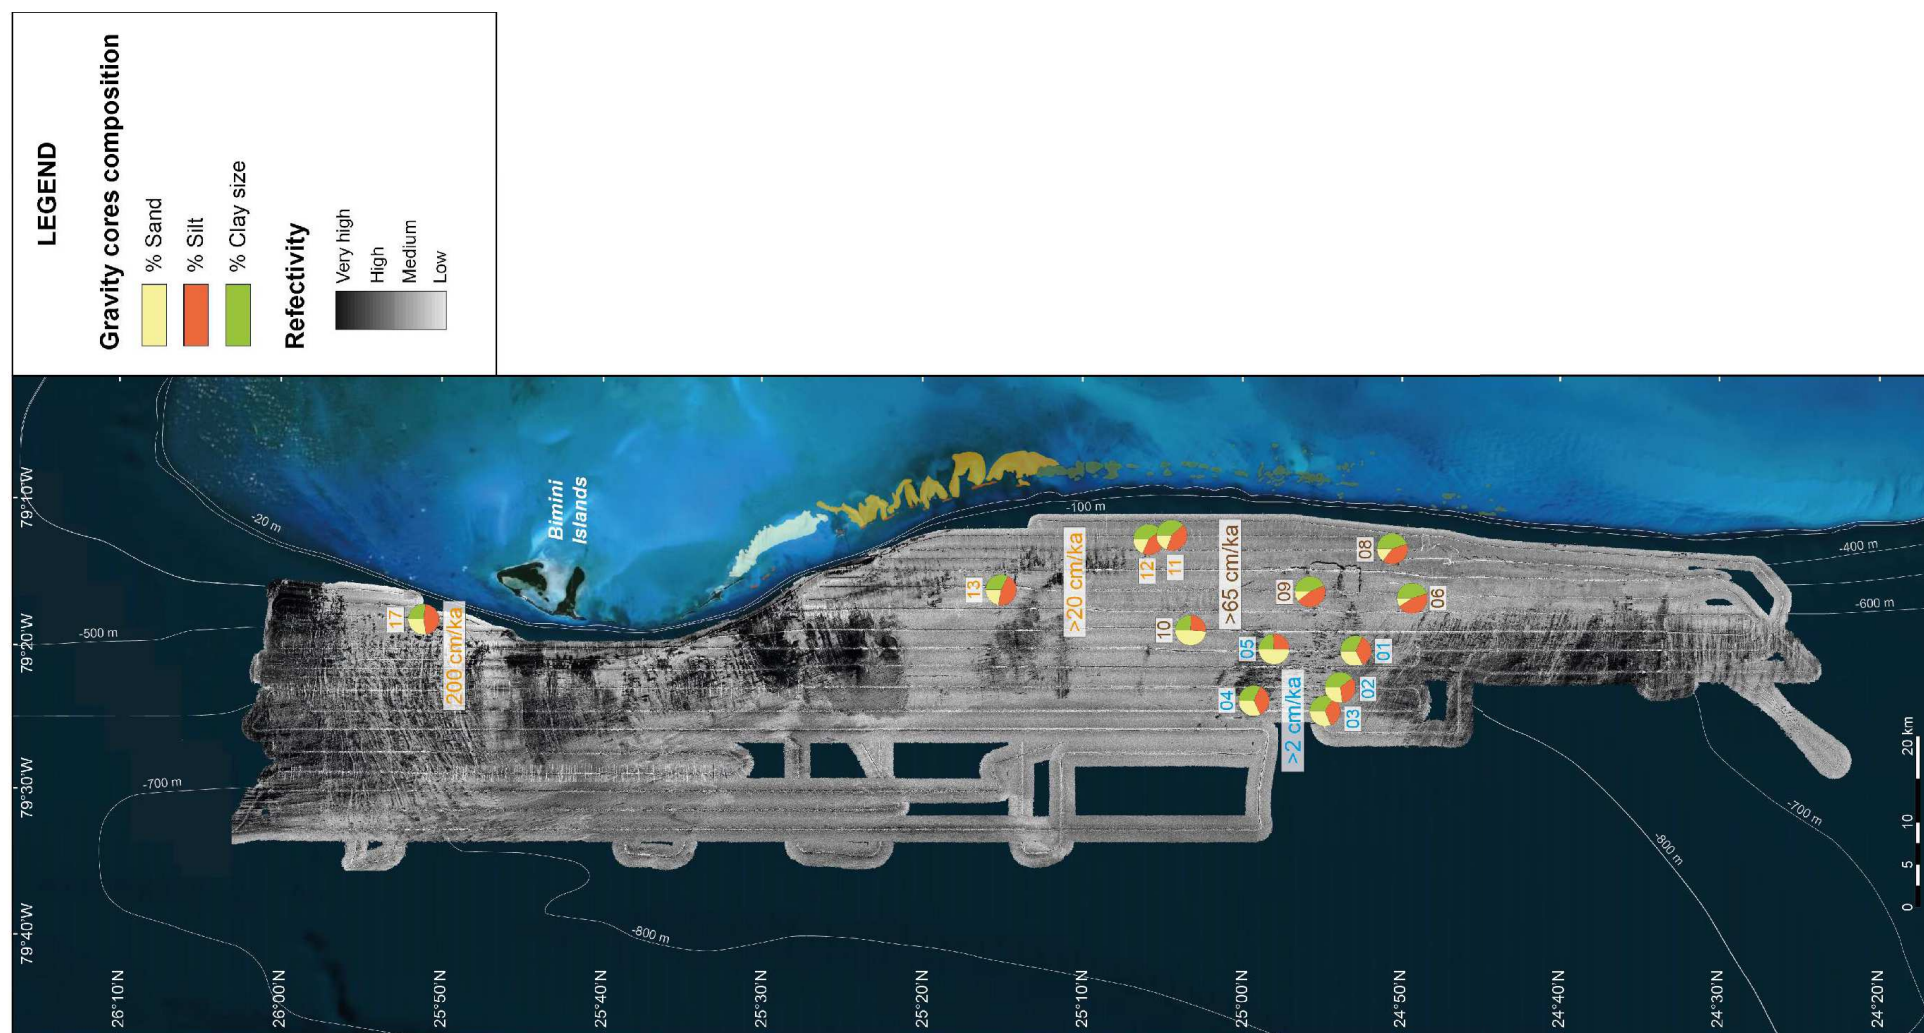 LEGEND
Gravity cores composition
% Sand
% Silt
% Clay size
Refectivity
Very high
High
Medium
Low
79°10'W
79°20'W
79°30'W
79°40'W
26°10'N
26°00'N
25°50'N
25°40'N
25°30'N
25°20'N
25°10'N
25°00'N
24°50'N
24°40'N
24°30'N
24°20'N
-20 m
-500 m
-700 m
-800 m
-100 m
-400 m
-600 m
-700 m
-800 m
Bimini
Islands
17
200 cm/ka
13
>20 cm/ka
12
11
10
>65 cm/ka
09
08
06
05
04
>2 cm/ka
03
02
01
0 5 10 20 km